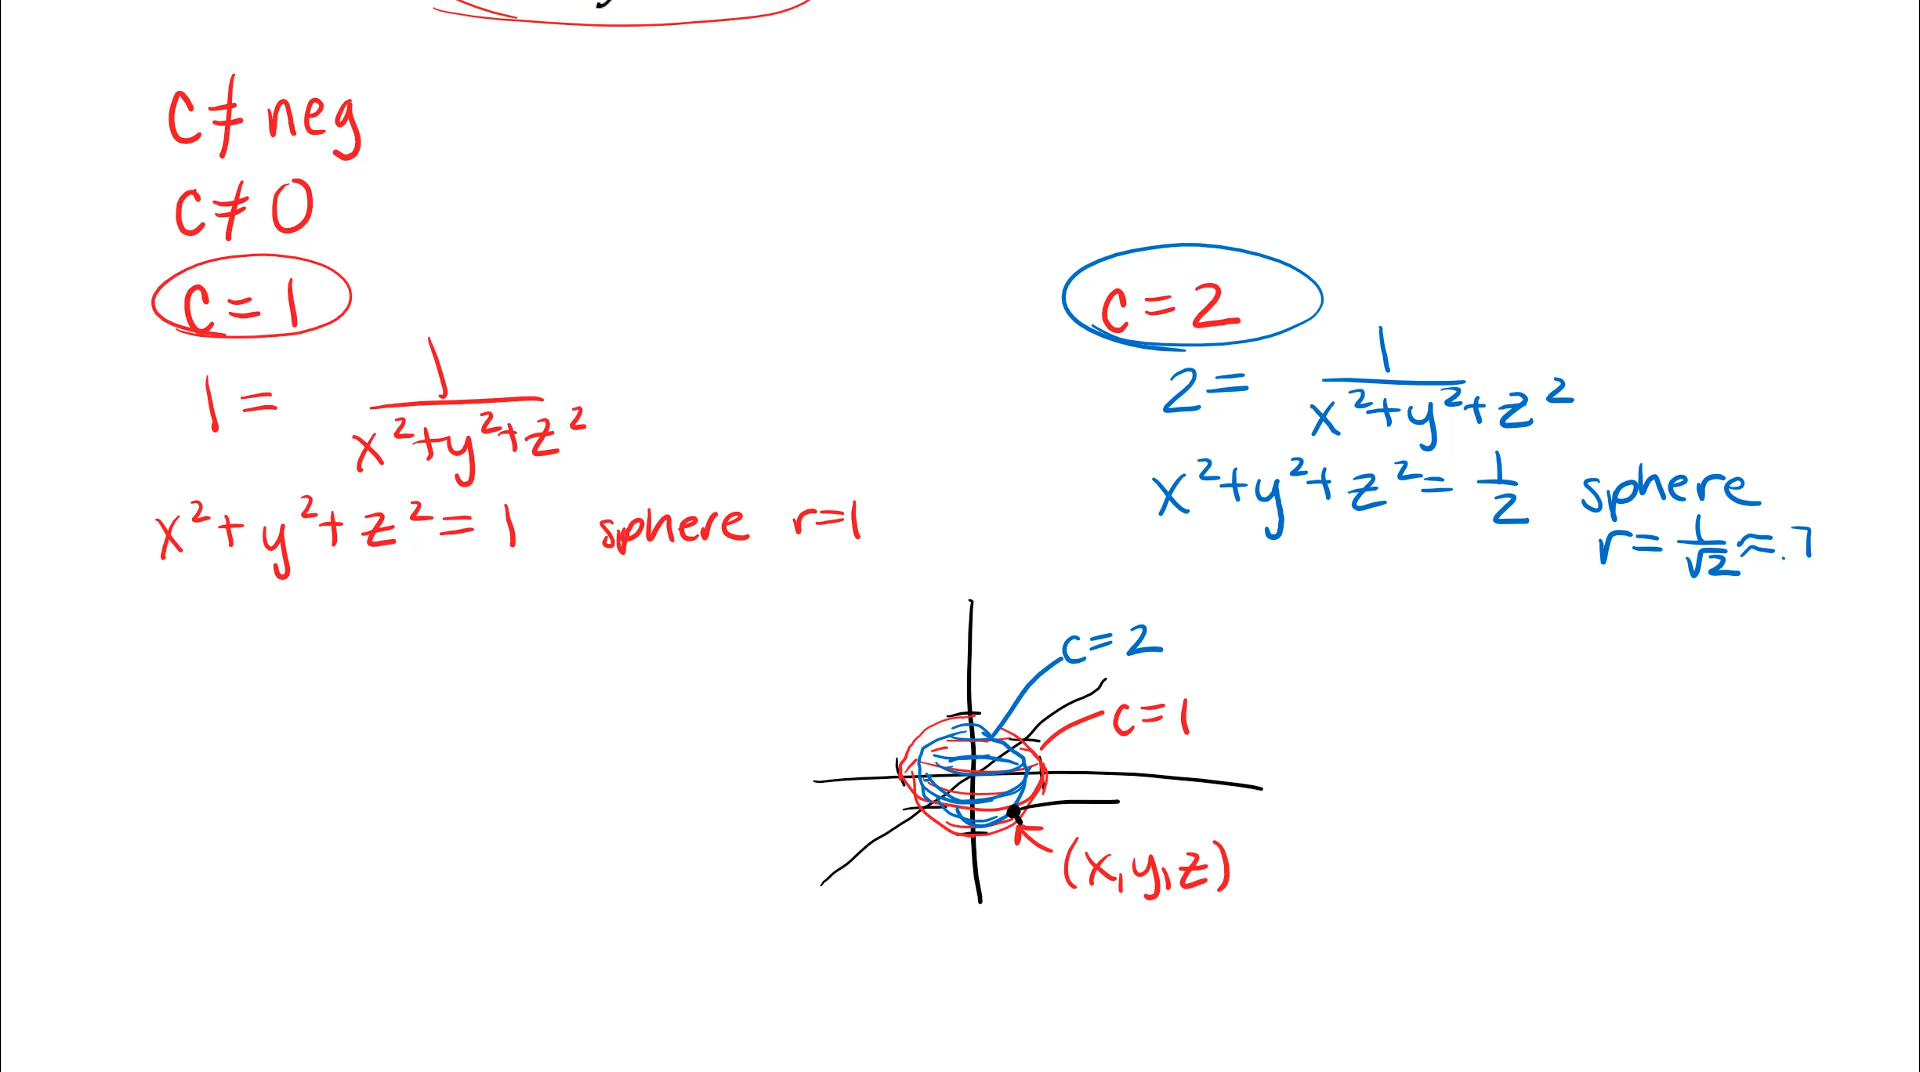 c ≠ neg
c ≠ 0
c = 1
1 = 1/(x²+y²+z²)
x²+y²+z² = 1 sphere r=1
c = 2
2 = 1/(x²+y²+z²)
x²+y²+z² = 1/2 sphere
r = 1/√2 ≈ .7
c = 2
c = 1
(x,y,z)